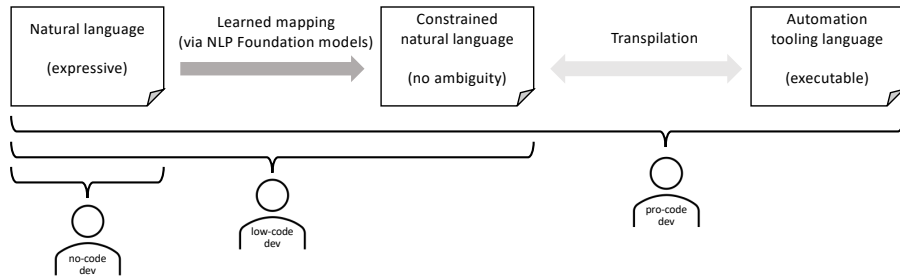 Natural language
(expressive)
Learned mapping
(via NLP Foundation models)
Constrained
natural language
(no ambiguity)
Transpilation
Automation
tooling language
(executable)
no-code
dev
low-code
dev
pro-code
dev